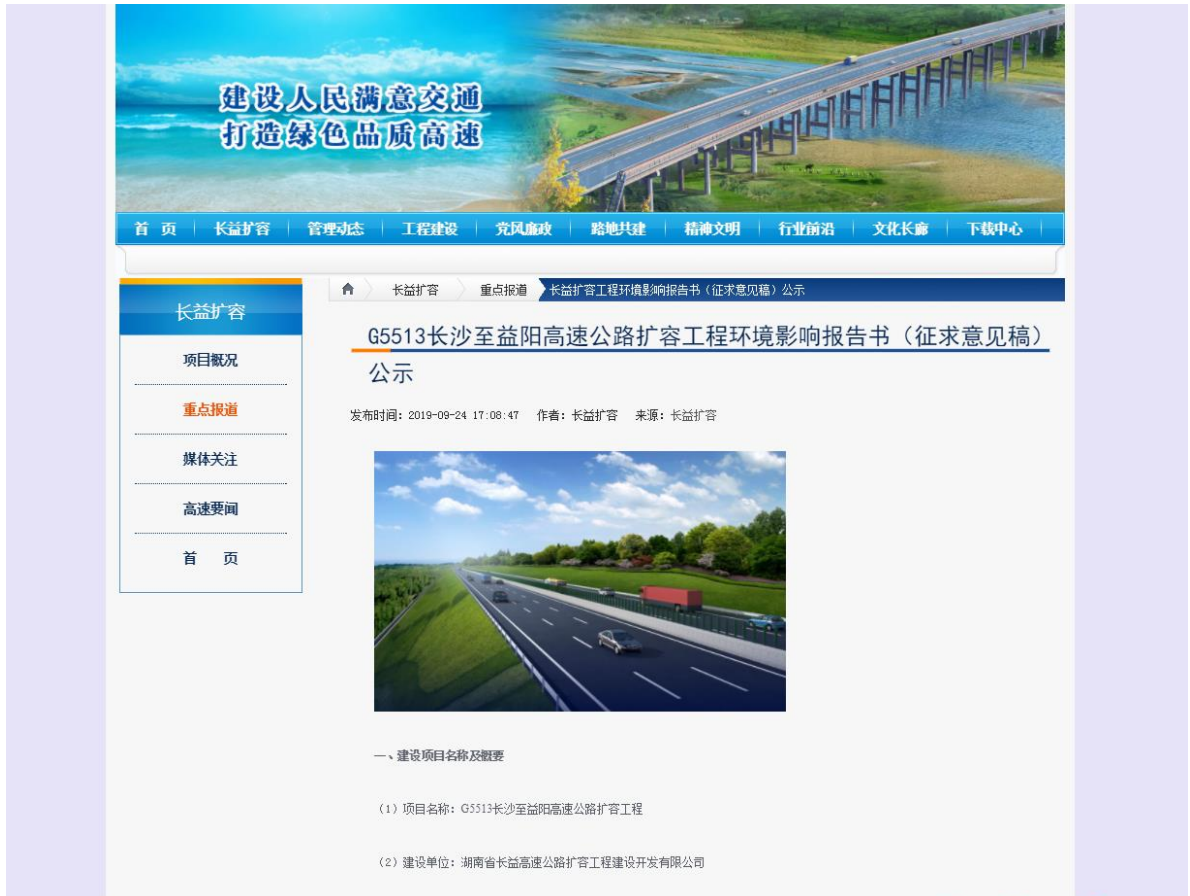 建设人民满意交通
打造绿色品质高速
首 页 长益扩容 管理动态 工程建设 党风廉政 路地共建 精神文明 行业前沿 文化长廊 下载中心
长益扩容 重点报道 长益扩容工程环境影响报告书（征求意见稿）公示
长益扩容
项目概况
重点报道
媒体关注
高速要闻
首 页
G5513长沙至益阳高速公路扩容工程环境影响报告书（征求意见稿）
公示
发布时间：2019-09-24 17:08:47 作者：长益扩容 来源：长益扩容
一、建设项目名称及概要
（1）项目名称：G5513长沙至益阳高速公路扩容工程
（2）建设单位：湖南省长益高速公路扩容工程建设开发有限公司